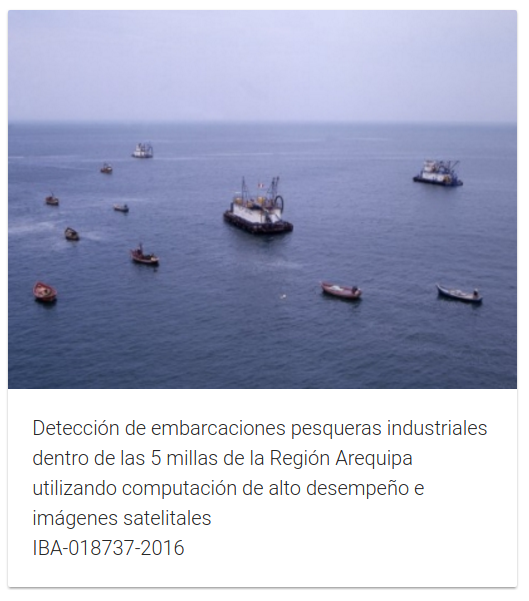 Detección de embarcaciones pesqueras industriales
dentro de las 5 millas de la Región Arequipa
utilizando computación de alto desempeño e
imágenes satelitales
IBA-018737-2016